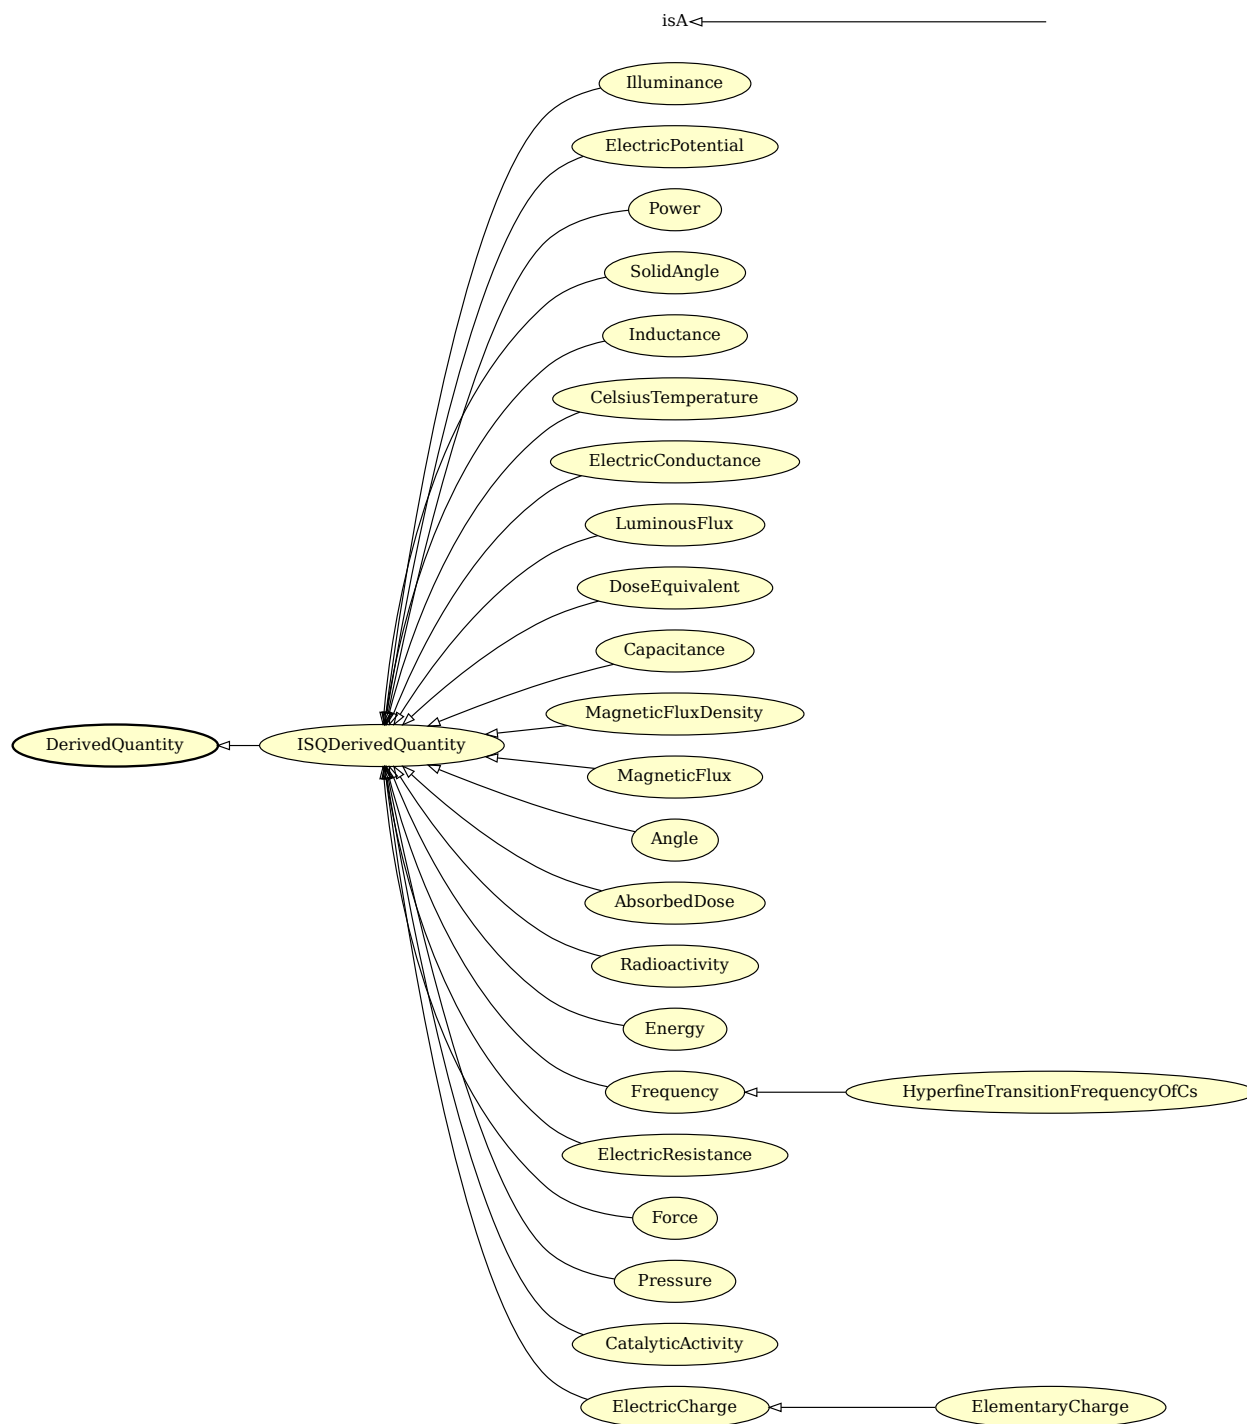 isA
Illuminance
ElectricPotential
Power
SolidAngle
Inductance
CelsiusTemperature
ElectricConductance
LuminousFlux
DoseEquivalent
Capacitance
MagneticFluxDensity
DerivedQuantity
ISQDerivedQuantity
MagneticFlux
Angle
AbsorbedDose
Radioactivity
Energy
Frequency
HyperfineTransitionFrequencyOfCs
ElectricResistance
Force
Pressure
CatalyticActivity
ElectricCharge
ElementaryCharge